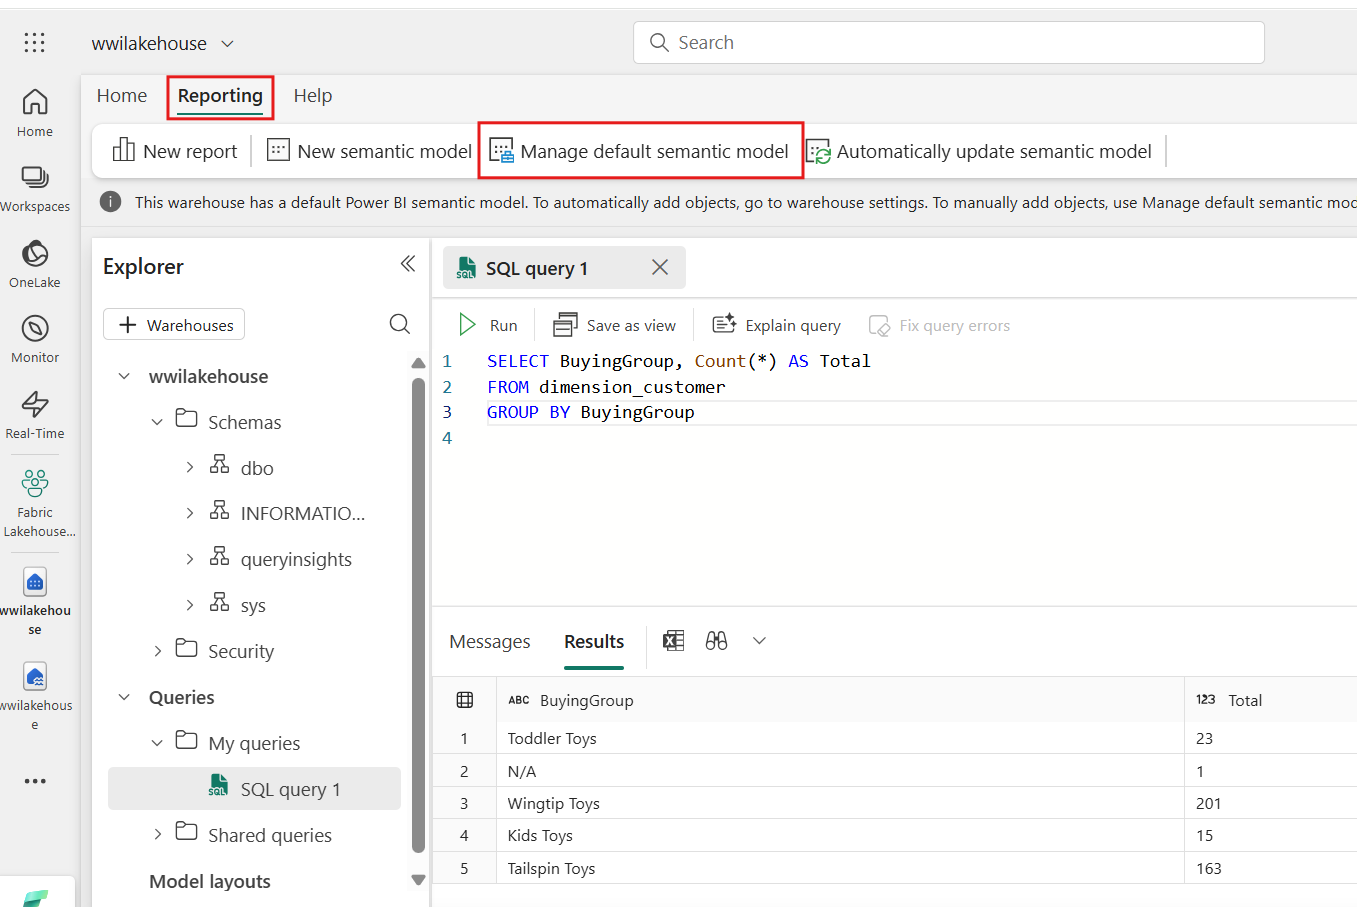 wwilakehouse
Search
Home
Workspaces
OneLake
Monitor
Real-Time
Fabric
Lakehouse...
wwilakehou
se
wwilakehous
e
Home Reporting Help
New report New semantic model Manage default semantic model Automatically update semantic model
This warehouse has a default Power BI semantic model. To automatically add objects, go to warehouse settings. To manually add objects, use Manage default semantic mod
Explorer
+ Warehouses
wwilakehouse
Schemas
dbo
INFORMATIO...
queryinsights
sys
Security
Queries
My queries
SQL SQL query 1
Shared queries
Model layouts
SQL SQL query 1
Run Save as view Explain query Fix query errors
1 SELECT BuyingGroup, Count(*) AS Total
2 FROM dimension_customer
3 GROUP BY BuyingGroup
4
Messages Results
ABC BuyingGroup 123 Total
1 Toddler Toys 23
2 N/A 1
3 Wingtip Toys 201
4 Kids Toys 15
5 Tailspin Toys 163